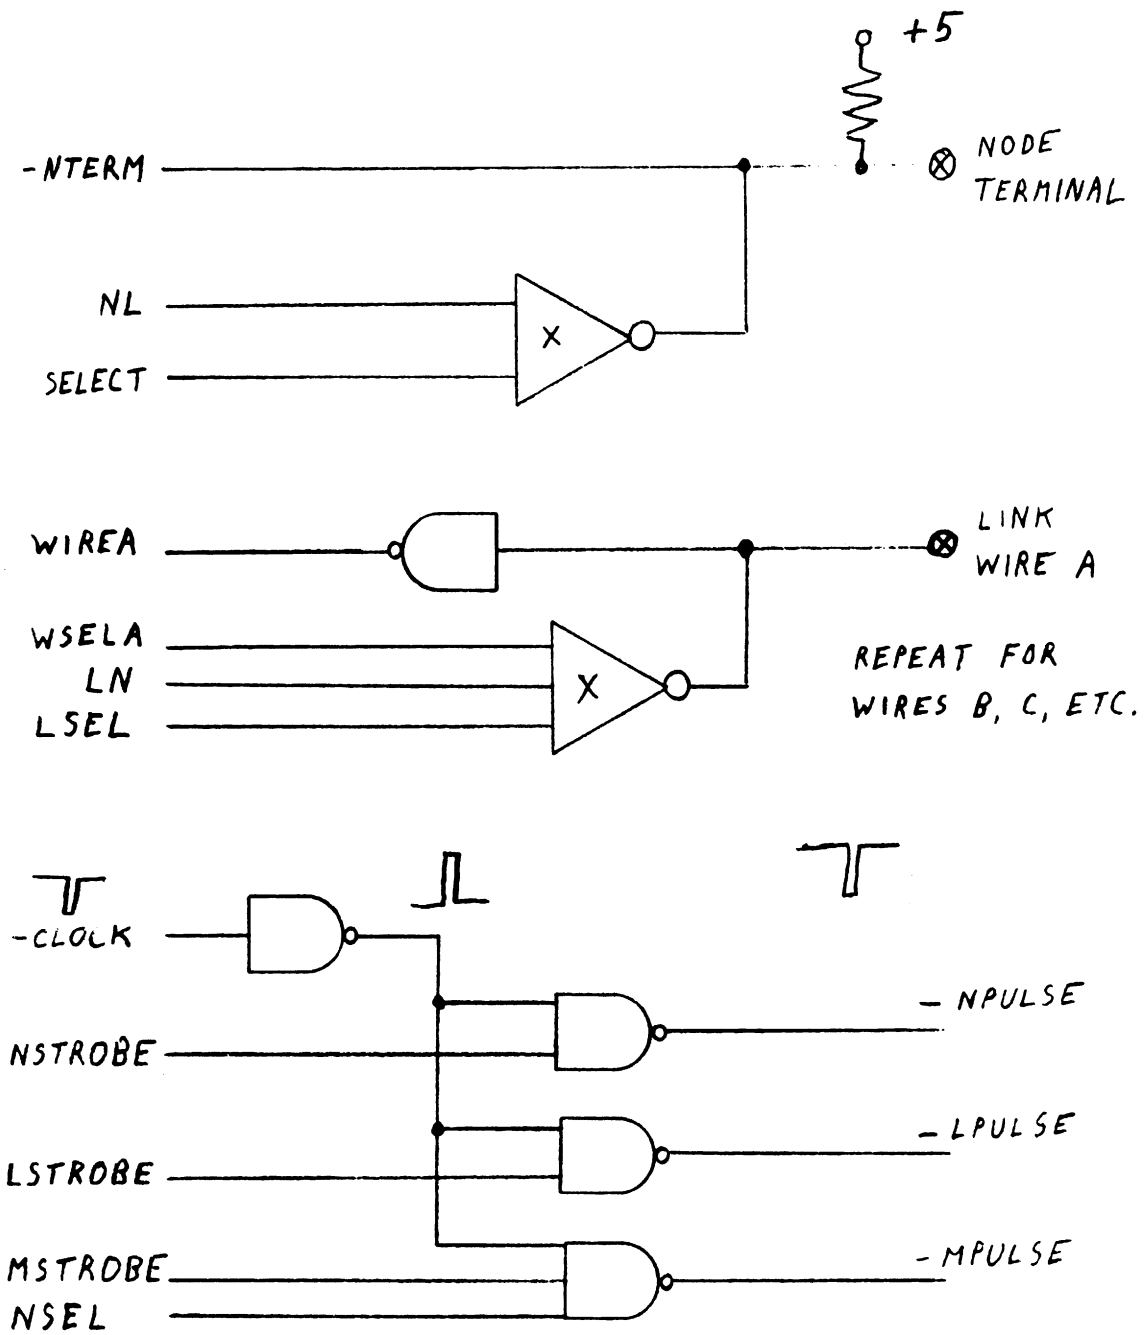 +5
-NTERM
NODE
TERMINAL
NL
X
SELECT
WIREA
LINK
WIRE A
WSELA
LN
X
LSEL
REPEAT FOR
WIRES B, C, ETC.
-CLOCK
- NPULSE
NSTROBE
- LPULSE
LSTROBE
- MPULSE
MSTROBE
NSEL